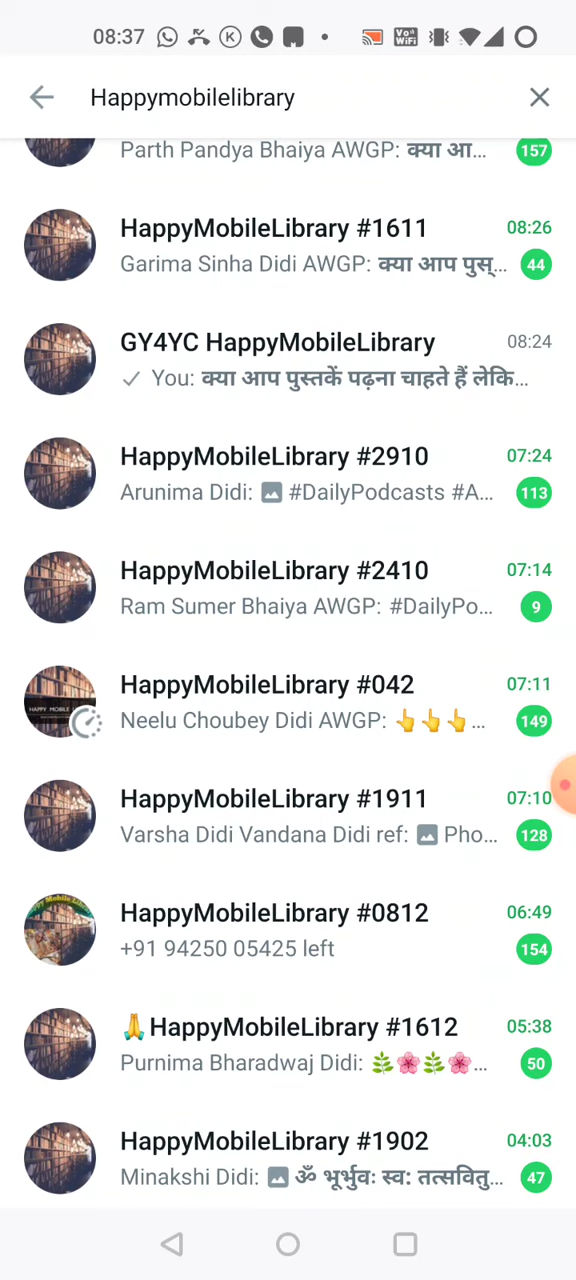 08:37
Happymobilelibrary
Parth Pandya Bhaiya AWGP: क्या आ... 157
HappyMobileLibrary #1611 08:26
Garima Sinha Didi AWGP: क्या आप पुस्... 44
GY4YC HappyMobileLibrary 08:24
You: क्या आप पुस्तकें पढ़ना चाहते हैं लेकि...
HappyMobileLibrary #2910 07:24
Arunima Didi: #DailyPodcasts #A... 113
HappyMobileLibrary #2410 07:14
Ram Sumer Bhaiya AWGP: #DailyPo... 9
HappyMobileLibrary #042 07:11
Neelu Choubey Didi AWGP: 👆👆👆... 149
HappyMobileLibrary #1911 07:10
Varsha Didi Vandana Didi ref: Pho... 128
HappyMobileLibrary #0812 06:49
+91 94250 05425 left 154
🙏HappyMobileLibrary #1612 05:38
Purnima Bharadwaj Didi: 🌿🌸🌿🌸... 50
HappyMobileLibrary #1902 04:03
Minakshi Didi: ॐ भूर्भुवः स्वः तत्सवितु... 47